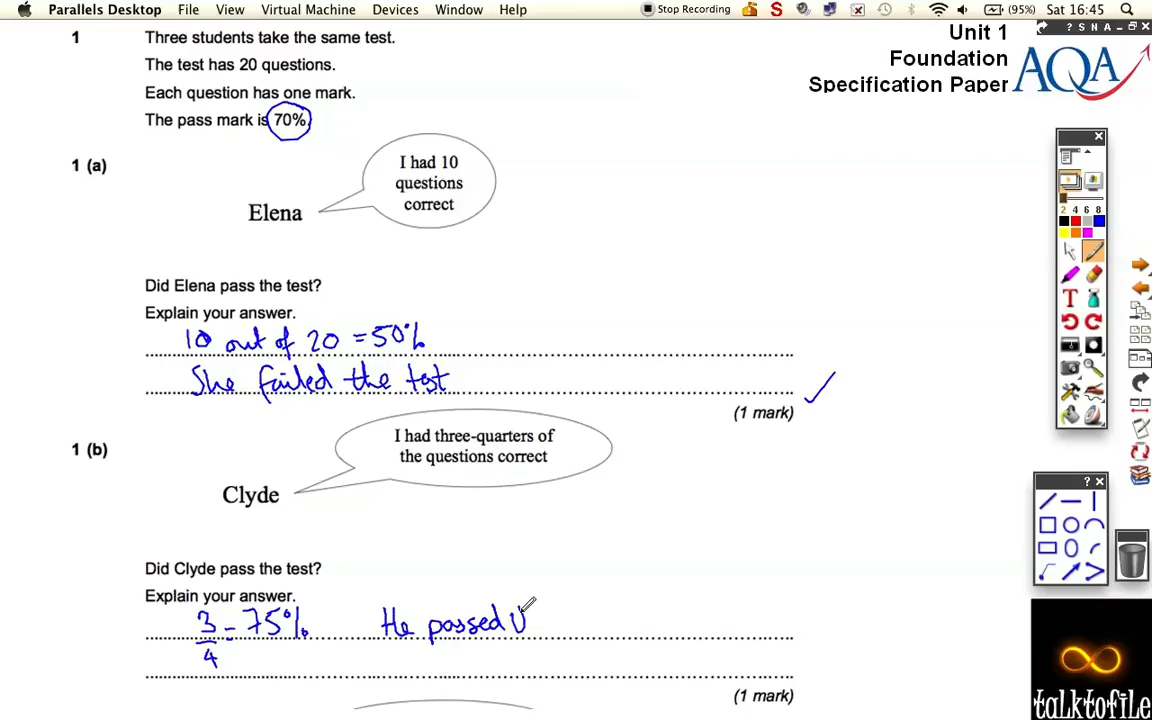 Parallels Desktop File View Virtual Machine Devices Window Help Stop Recording (95%) Sat 16:45
? S N A
Unit 1
Foundation
Specification Paper
AQA
1 Three students take the same test.
The test has 20 questions.
Each question has one mark.
The pass mark is 70%.
1 (a)
I had 10
questions
correct
Elena
Did Elena pass the test?
Explain your answer.
10 out of 20 = 50%
She failed the test
(1 mark)
1 (b)
I had three-quarters of
the questions correct
Clyde
Did Clyde pass the test?
Explain your answer.
3/4 = 75% He passed
(1 mark)
2 4 6 8
T
?
talktofile